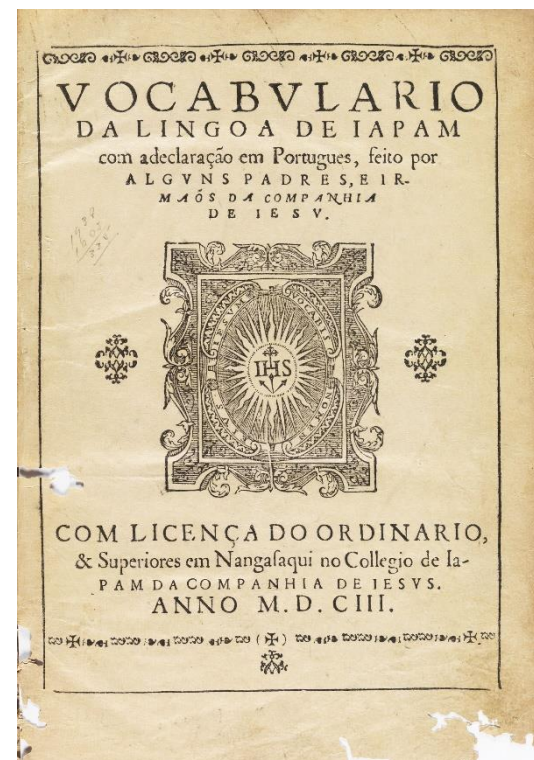 VOCABVLARIO
DA LINGOA DE IAPAM
com adeclaração em Portugues, feito por
ALGVNS PADRES, E IR-
MAÓS DA COMPANHIA
DE IESV.
IHS
COM LICENÇA DO ORDINARIO,
& Superiores em Nangaſaqui no Collegio de Ia-
PAM DA COMPANHIA DE IESVS.
ANNO M. D. CIII.